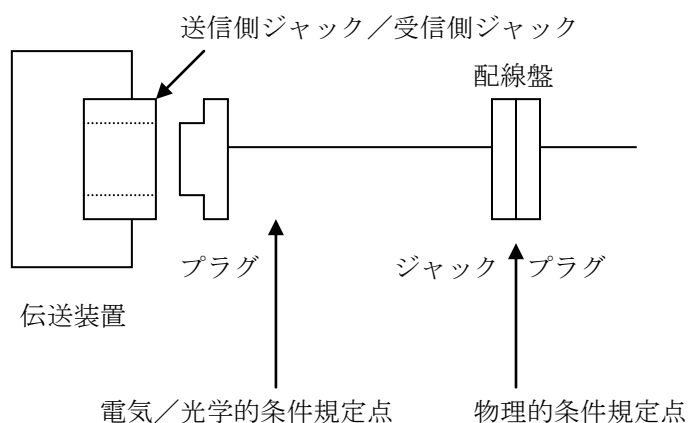 送信側ジャック／受信側ジャック
配線盤
プラグ
ジャック
プラグ
伝送装置
電気／光学的条件規定点
物理的条件規定点